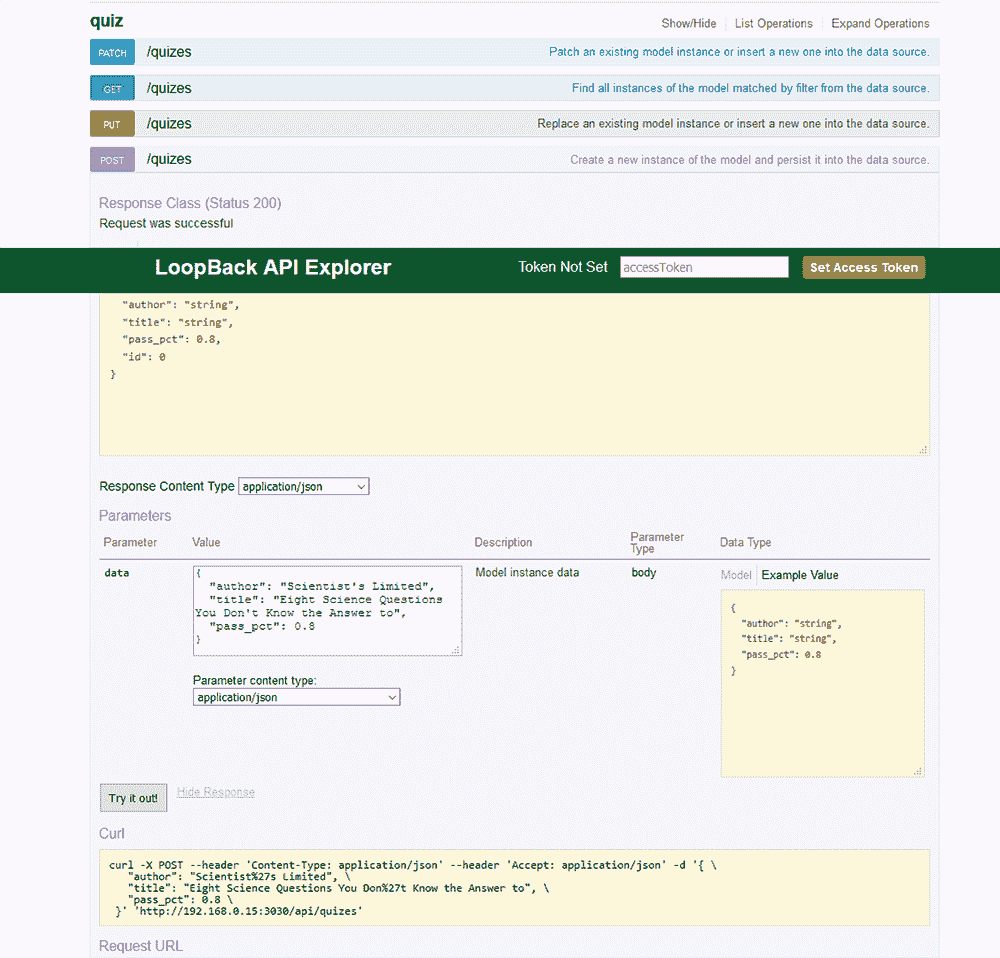 quiz
Show/Hide List Operations Expand Operations
PATCH /quizes Patch an existing model instance or insert a new one into the data source.
GET /quizes Find all instances of the model matched by filter from the data source.
PUT /quizes Replace an existing model instance or insert a new one into the data source.
POST /quizes Create a new instance of the model and persist it into the data source.
Response Class (Status 200)
Request was successful
LoopBack API Explorer Token Not Set accessToken Set Access Token
"author": "string",
"title": "string",
"pass_pct": 0.8,
"id": 0
}
Response Content Type application/json
Parameters
Parameter Value Description Parameter Type Data Type
data
{
"author": "Scientist's Limited",
"title": "Eight Science Questions
You Don't Know the Answer to",
"pass_pct": 0.8
}
Parameter content type:
application/json
Model instance data
body
Model Example Value
{
"author": "string",
"title": "string",
"pass_pct": 0.8
}
Try it out! Hide Response
Curl
curl -X POST --header 'Content-Type: application/json' --header 'Accept: application/json' -d '{ \
"author": "Scientist%27s Limited", \
"title": "Eight Science Questions You Don%27t Know the Answer to", \
"pass_pct": 0.8 \
}' 'http://192.168.0.15:3030/api/quizes'
Request URL